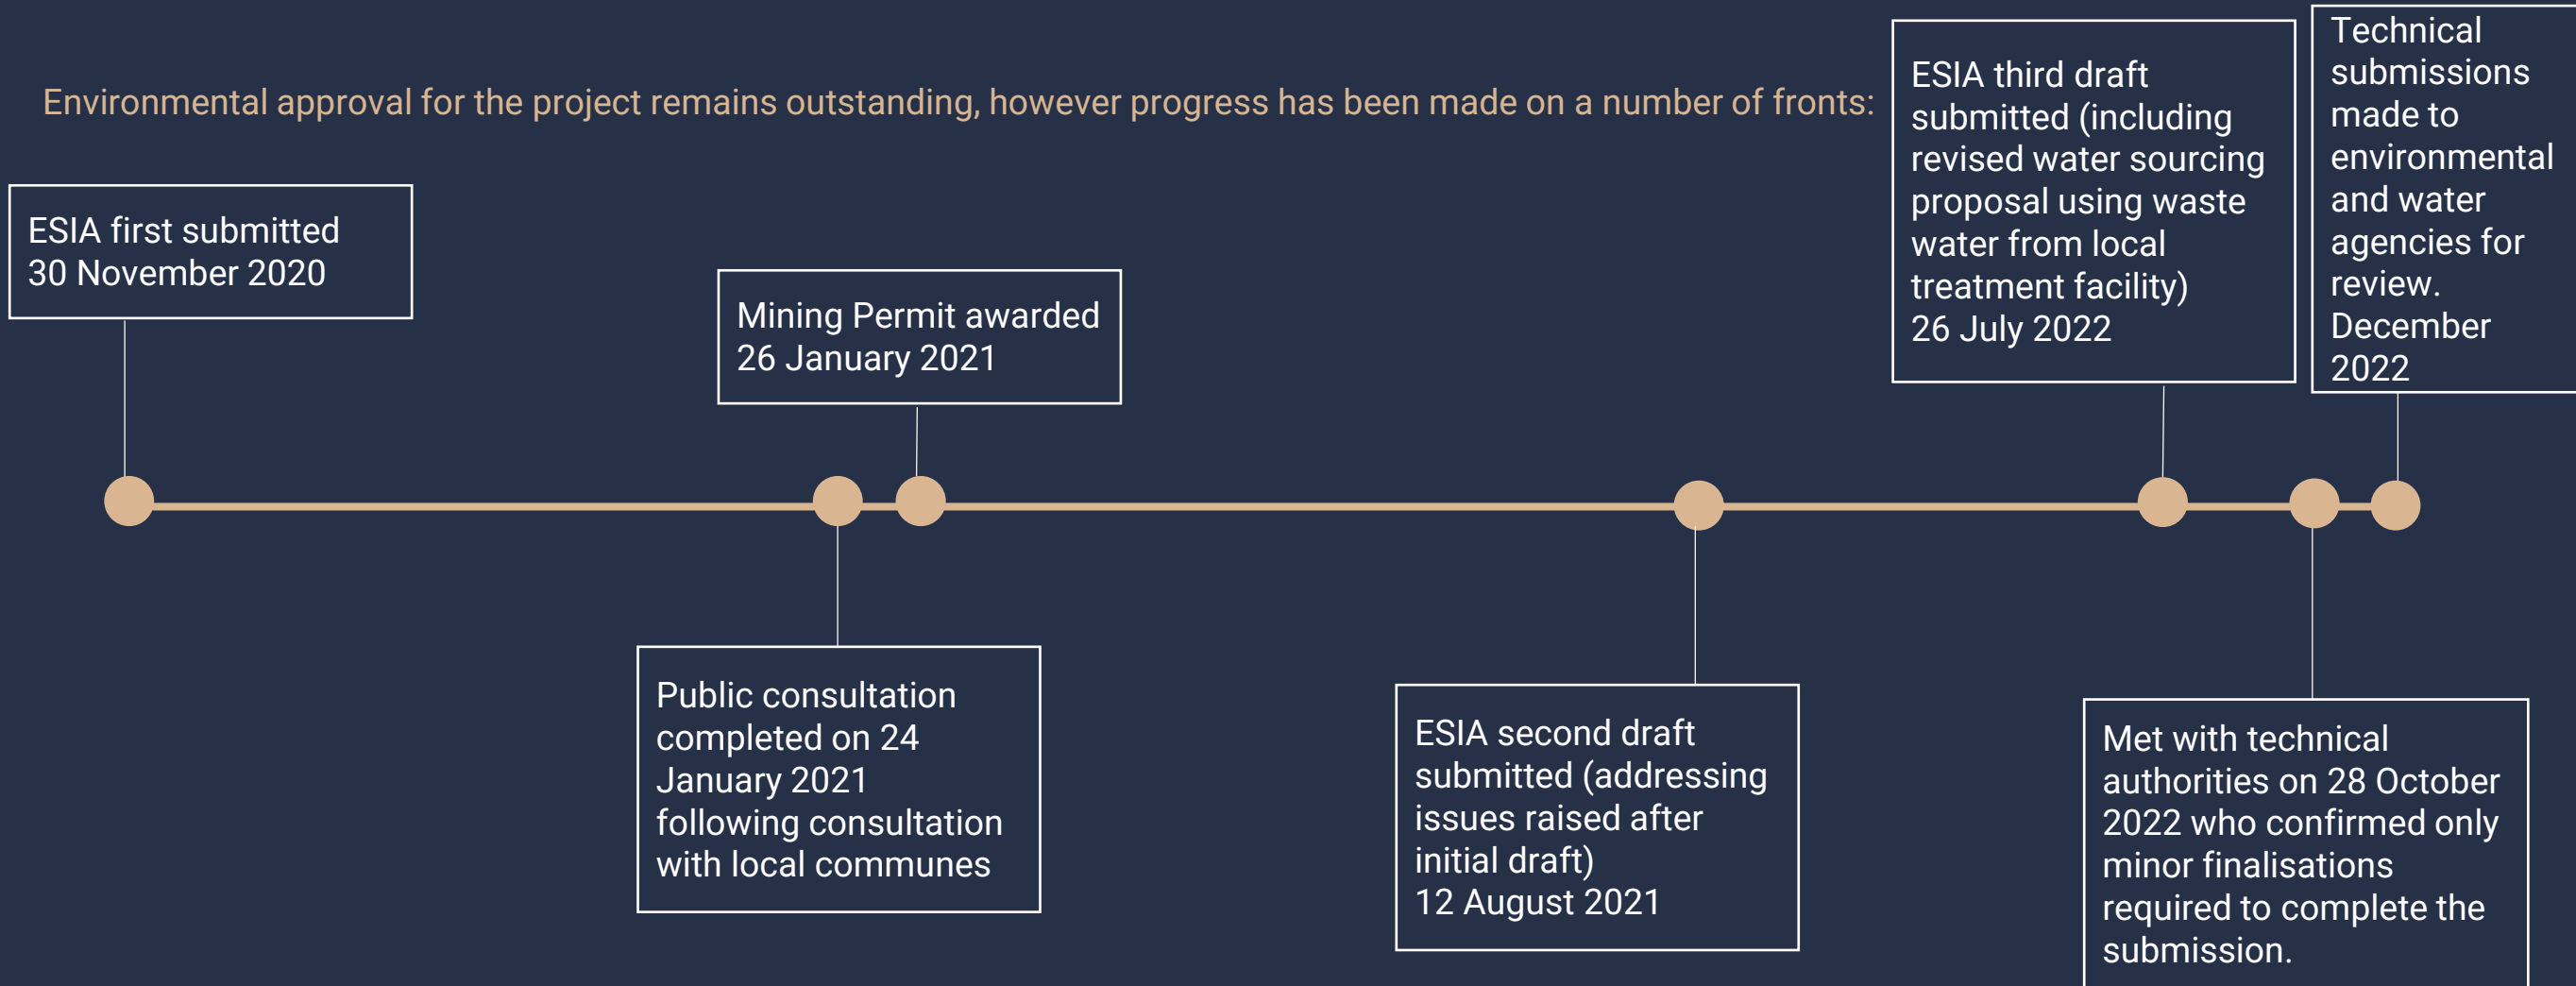 Environmental approval for the project remains outstanding, however progress has been made on a number of fronts:
ESIA first submitted
30 November 2020
Public consultation
completed on 24
January 2021
following consultation
with local communes
Mining Permit awarded
26 January 2021
ESIA second draft
submitted (addressing
issues raised after
initial draft)
12 August 2021
ESIA third draft
submitted (including
revised water sourcing
proposal using waste
water from local
treatment facility)
26 July 2022
Met with technical
authorities on 28 October
2022 who confirmed only
minor finalisations
required to complete the
submission.
Technical
submissions
made to
environmental
and water
agencies for
review.
December
2022